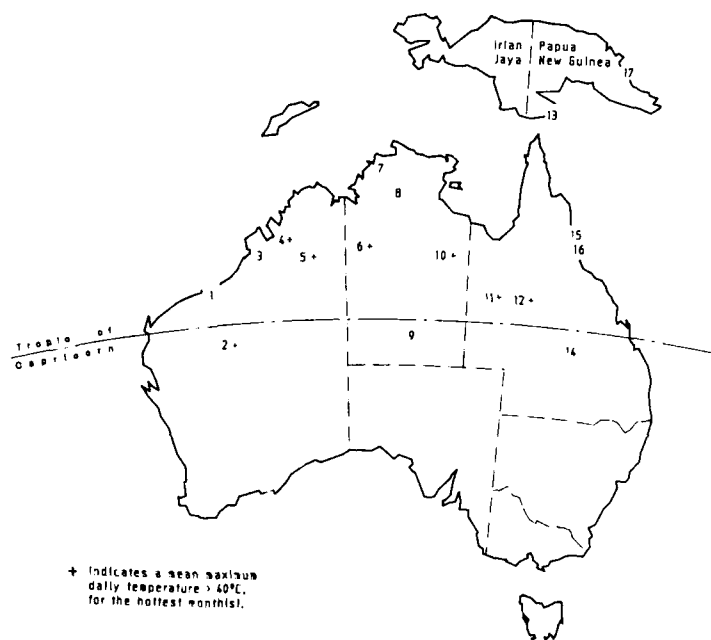 Irian Papua
Jaya New Guinea
17
13
7
8
15
16
4+
3
5 +
6 +
10 +
1
11 +
12 +
Tropic of
Capricorn
2 +
9
14
+ indicates a mean maximum
daily temperature > 40°C,
for the hottest month(s).